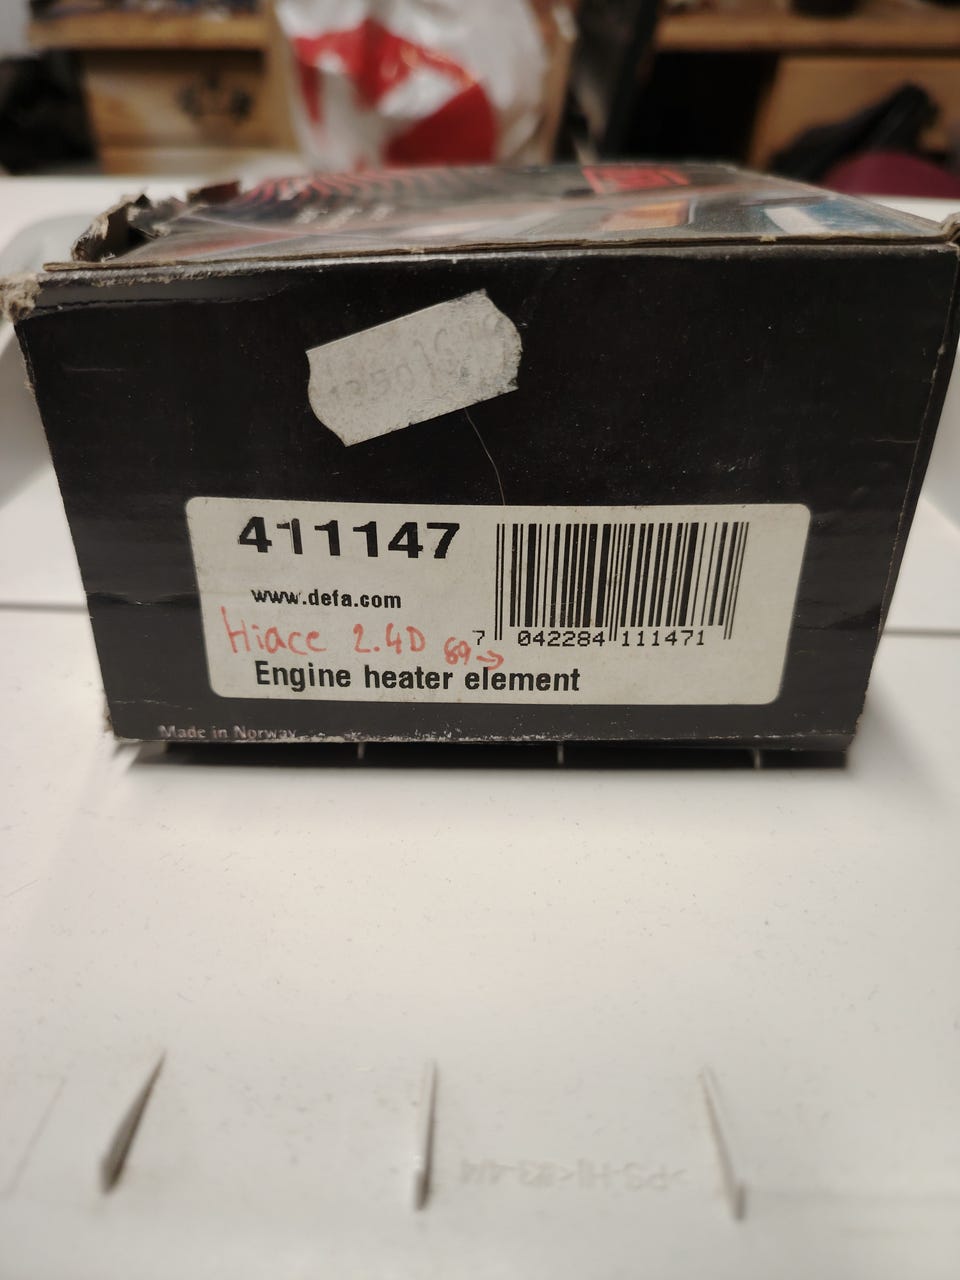 411147
www.defa.com
Hiace 2.4D 89→
7 042284 111471
Engine heater element
Made in Norway